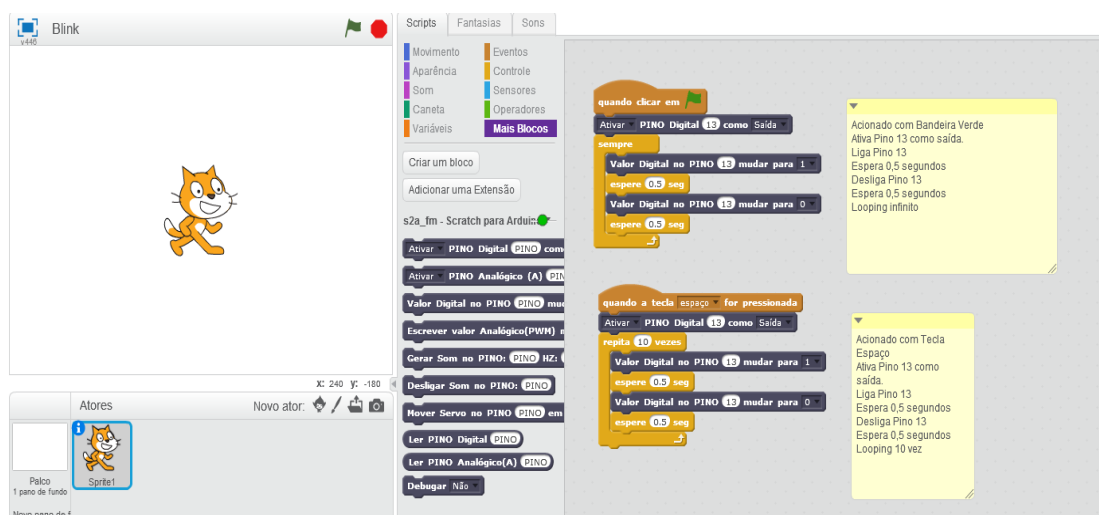 Blink
v446
X: 240 Y: -180
Atores
Novo ator:
Palco
1 pano de fundo
Sprite1
Scripts
Fantasias
Sons
Movimento
Eventos
Aparência
Controle
Som
Sensores
Caneta
Operadores
Variáveis
Mais Blocos
Criar um bloco
Adicionar uma Extensão
s2a_fm - Scratch para Ardui
Ativar PINO Digital PINO com
Ativar PINO Analógico (A) PIN
Valor Digital no PINO PINO mu
Escrever valor Analógico(PWM) n
Gerar Som no PINO: PINO HZ:
Desligar Som no PINO: PINO
Mover Servo no PINO PINO em
Ler PINO Digital PINO
Ler PINO Analógico(A) PINO
Debugar Não
quando clicar em
Ativar PINO Digital 13 como Saída
sempre
Valor Digital no PINO 13 mudar para 1
espere 0.5 seg
Valor Digital no PINO 13 mudar para 0
espere 0.5 seg
Acionado com Bandeira Verde
Ativa Pino 13 como saída.
Liga Pino 13
Espera 0,5 segundos
Desliga Pino 13
Espera 0,5 segundos
Looping infinito
quando a tecla espaço for pressionada
Ativar PINO Digital 13 como Saída
repita 10 vezes
Valor Digital no PINO 13 mudar para 1
espere 0.5 seg
Valor Digital no PINO 13 mudar para 0
espere 0.5 seg
Acionado com Tecla
Espaço
Ativa Pino 13 como
saída.
Liga Pino 13
Espera 0,5 segundos
Desliga Pino 13
Espera 0,5 segundos
Looping 10 vez